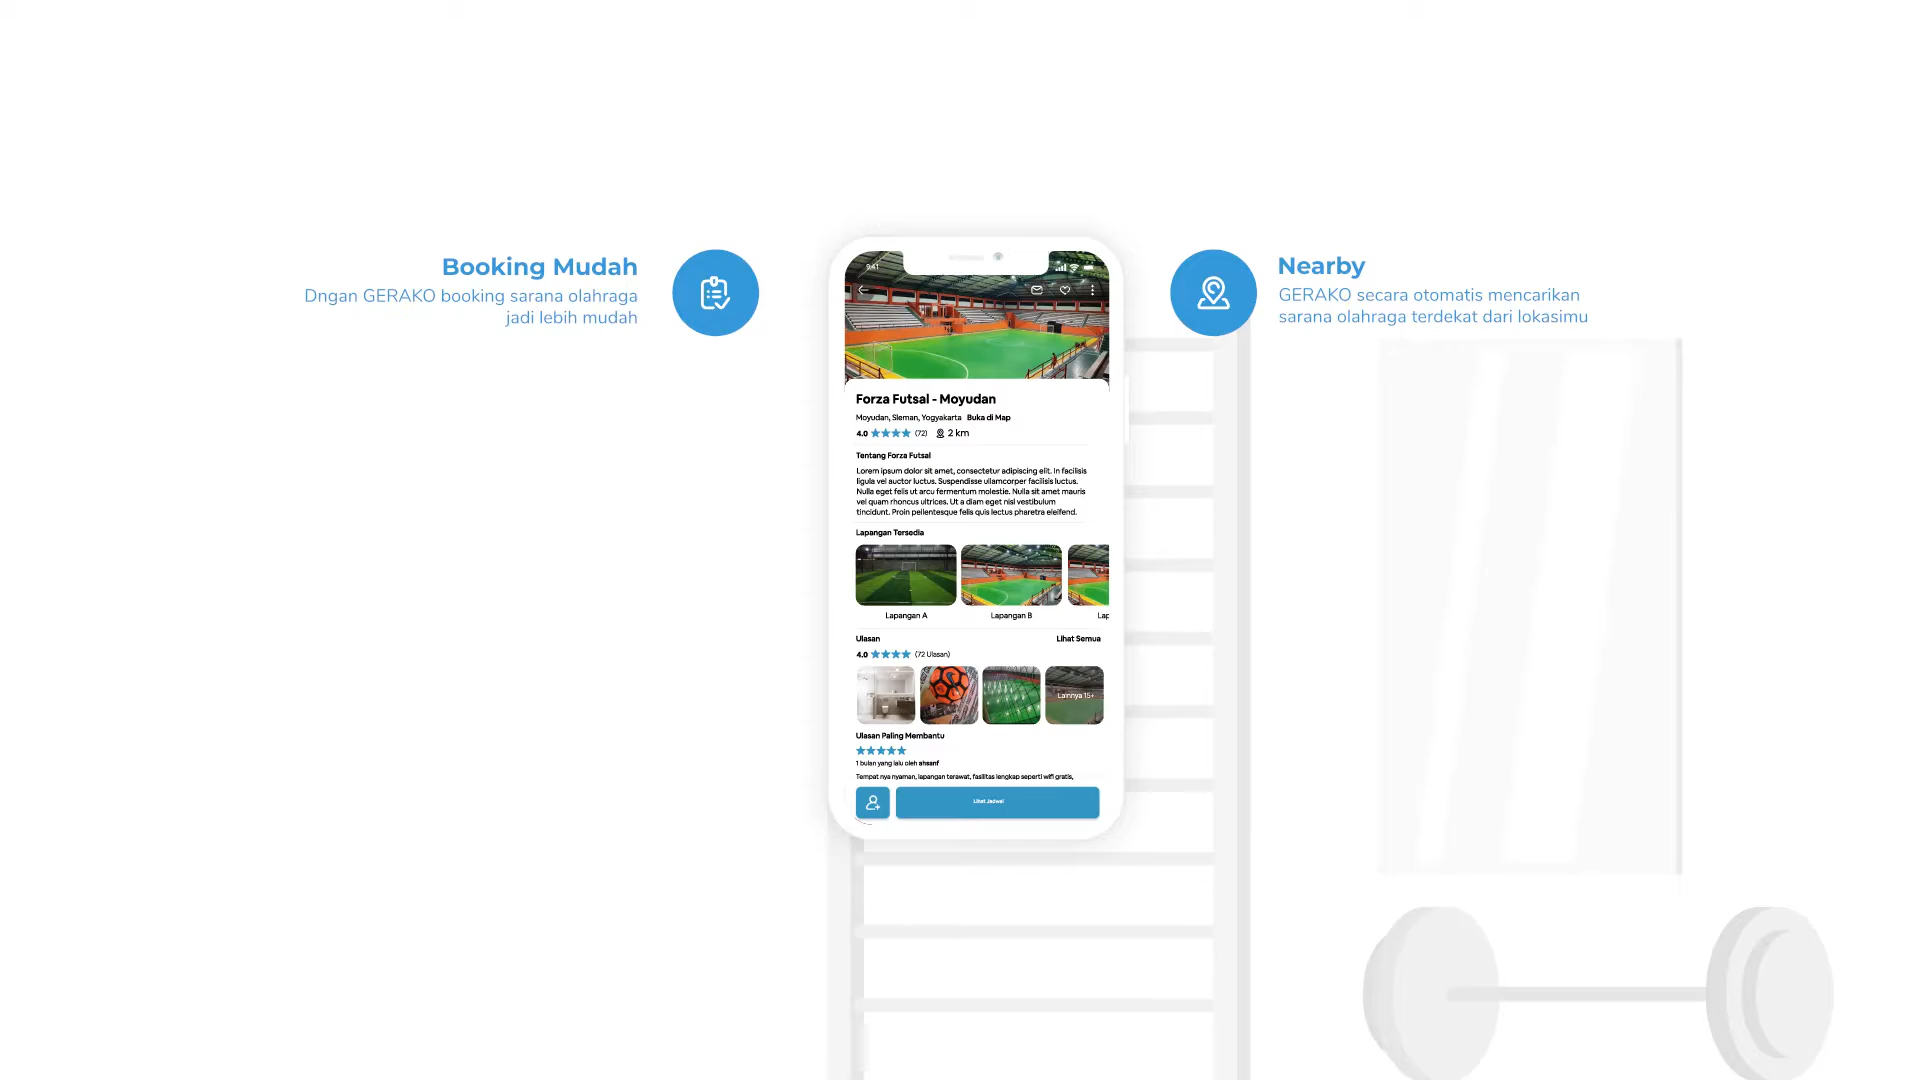 Booking Mudah
Dngan GERAKO booking sarana olahraga
jadi lebih mudah
9:41
Forza Futsal - Moyudan
Moyudan, Sleman, Yogyakarta Buka di Map
4.0 (72) 2 km
Tentang Forza Futsal
Lorem ipsum dolor sit amet, consectetur adipiscing elit. In facilisis
ligula vel auctor luctus. Suspendisse ullamcorper facilisis luctus.
Nulla eget felis ut arcu fermentum molestie. Nulla sit amet mauris
vel quam rhoncus ultrices. Ut a diam eget nisl vestibulum
tincidunt. Proin pellentesque felis quis lectus pharetra eleifend.
Lapangan Tersedia
Lapangan A Lapangan B Lap
Ulasan Lihat Semua
4.0 (72 Ulasan)
Lainnya 15+
Ulasan Paling Membantu
1 bulan yang lalu oleh ahsanf
Tempat nya nyaman, lapangan terawat, fasilitas lengkap seperti wifi gratis,
Lihat Jadwal
Nearby
GERAKO secara otomatis mencarikan
sarana olahraga terdekat dari lokasimu